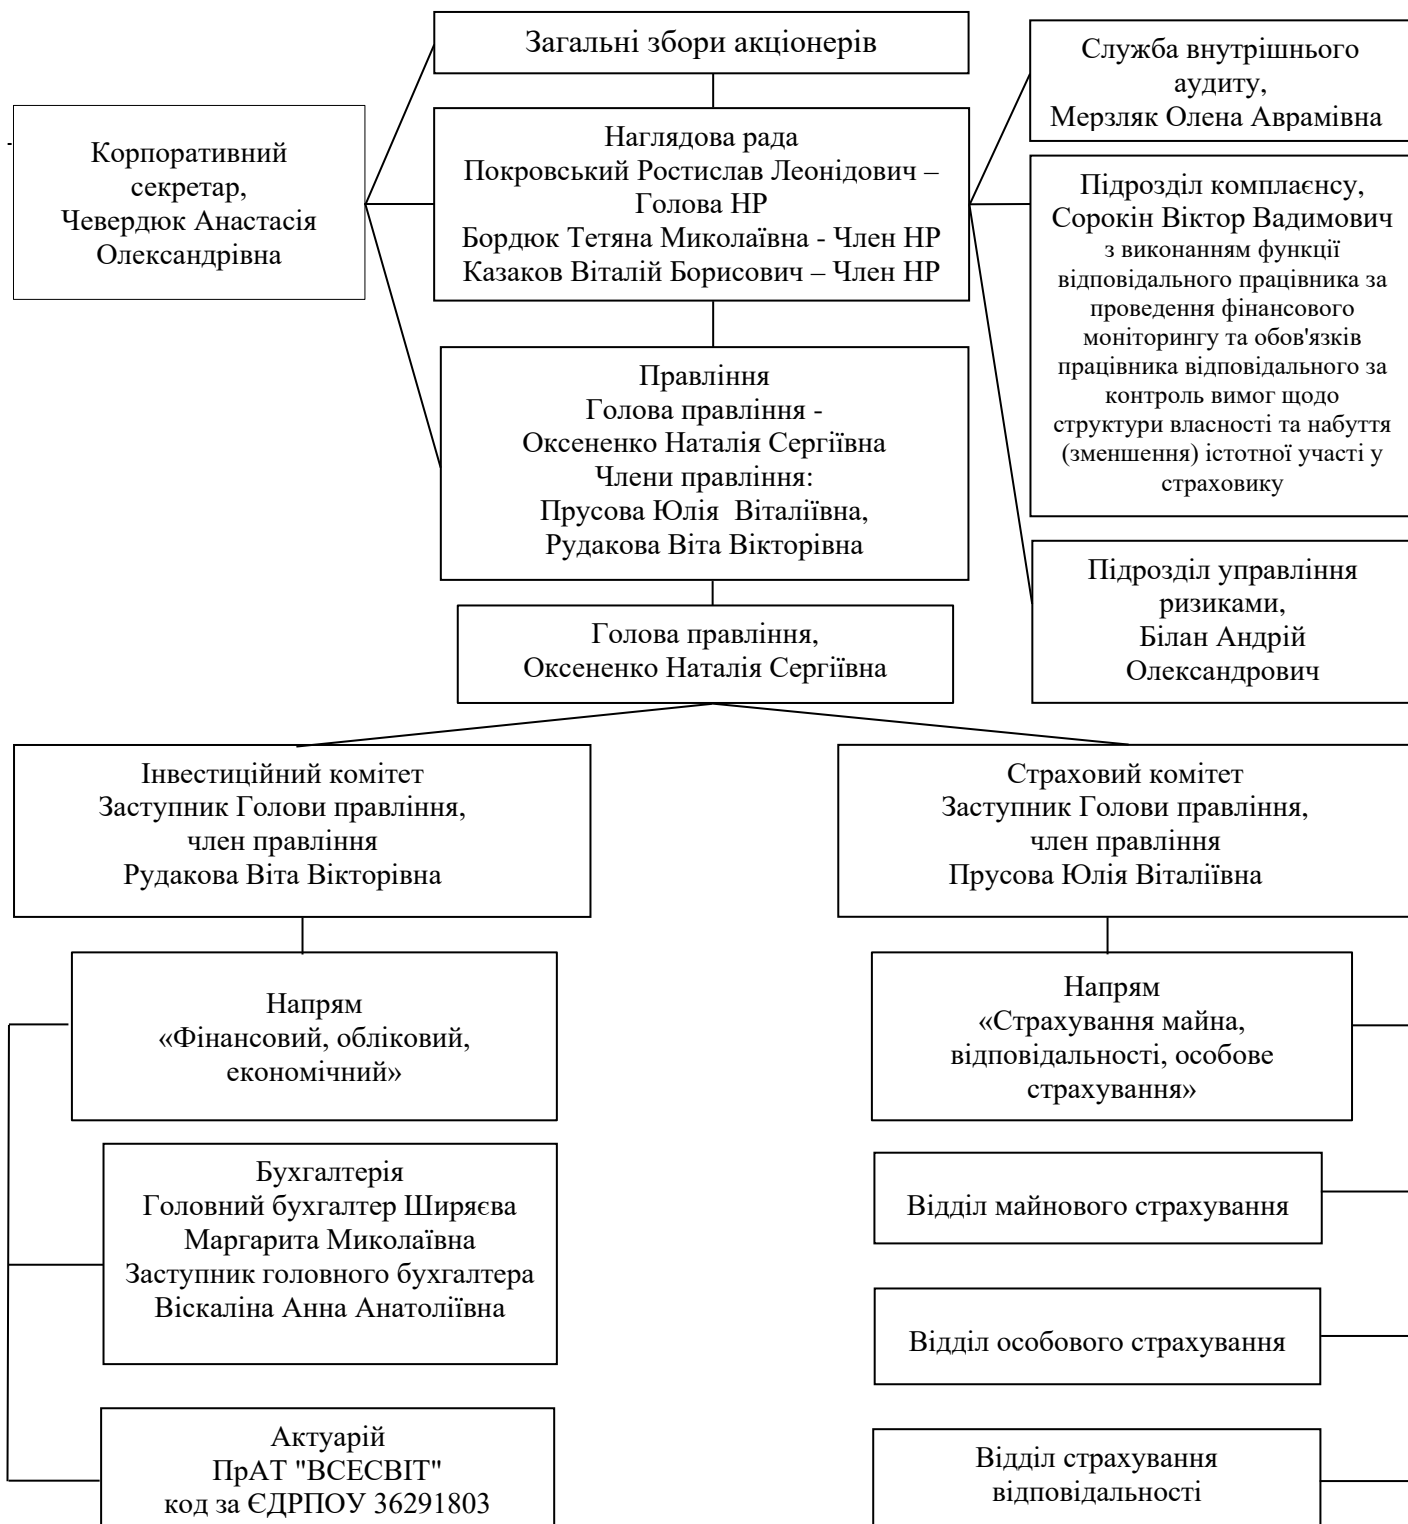 Загальні збори акціонерів
Служба внутрішнього
аудиту,
Мерзляк Олена Аврамівна
Корпоративний
секретар,
Чевердюк Анастасія
Олександрівна
Наглядова рада
Покровський Ростислав Леонідович –
Голова НР
Бордюк Тетяна Миколаївна - Член НР
Казаков Віталій Борисович – Член НР
Підрозділ комплаєнсу,
Сорокін Віктор Вадимович
з виконанням функції
відповідального працівника за
проведення фінансового
моніторингу та обов'язків
працівника відповідального за
контроль вимог щодо
структури власності та набуття
(зменшення) істотної участі у
страховику
Правління
Голова правління -
Оксененко Наталія Сергіївна
Члени правління:
Прусова Юлія  Віталіївна,
Рудакова Віта Вікторівна
Підрозділ управління
ризиками,
Білан Андрій
Олександрович
Голова правління,
Оксененко Наталія Сергіївна
Інвестиційний комітет
Заступник Голови правління,
член правління
Рудакова Віта Вікторівна
Страховий комітет
Заступник Голови правління,
член правління
Прусова Юлія Віталіївна
Напрям
«Фінансовий, обліковий,
економічний»
Напрям
«Страхування майна,
відповідальності, особове
страхування»
Бухгалтерія
Головний бухгалтер Ширяєва
Маргарита Миколаївна
Заступник головного бухгалтера
Віскаліна Анна Анатоліївна
Відділ майнового страхування
Відділ особового страхування
Актуарій
ПрАТ "ВСЕСВІТ"
код за ЄДРПОУ 36291803
Відділ страхування
відповідальності